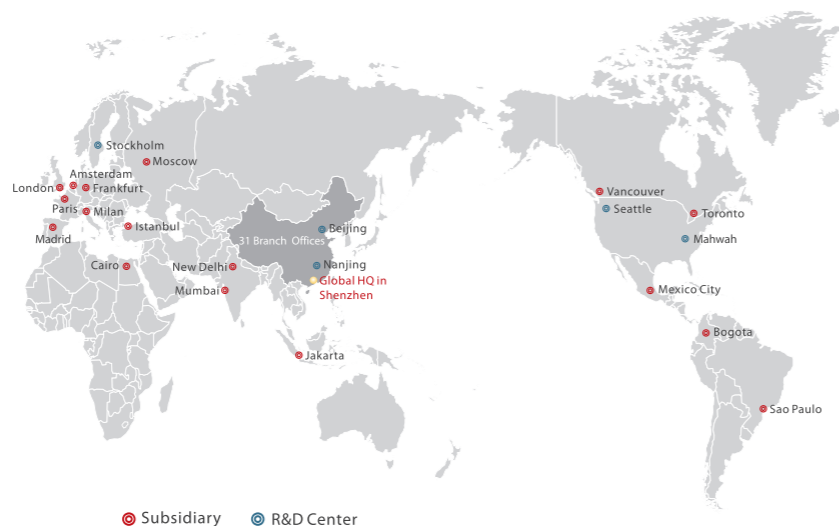 Stockholm
Moscow
Amsterdam
London
Frankfurt
Paris
Milan
Madrid
Istanbul
Cairo
31 Branch Offices
Beijing
Nanjing
New Delhi
Global HQ in
Shenzhen
Mumbai
Jakarta
Vancouver
Seattle
Toronto
Mahwah
Mexico City
Bogota
Sao Paulo
Subsidiary
R&D Center